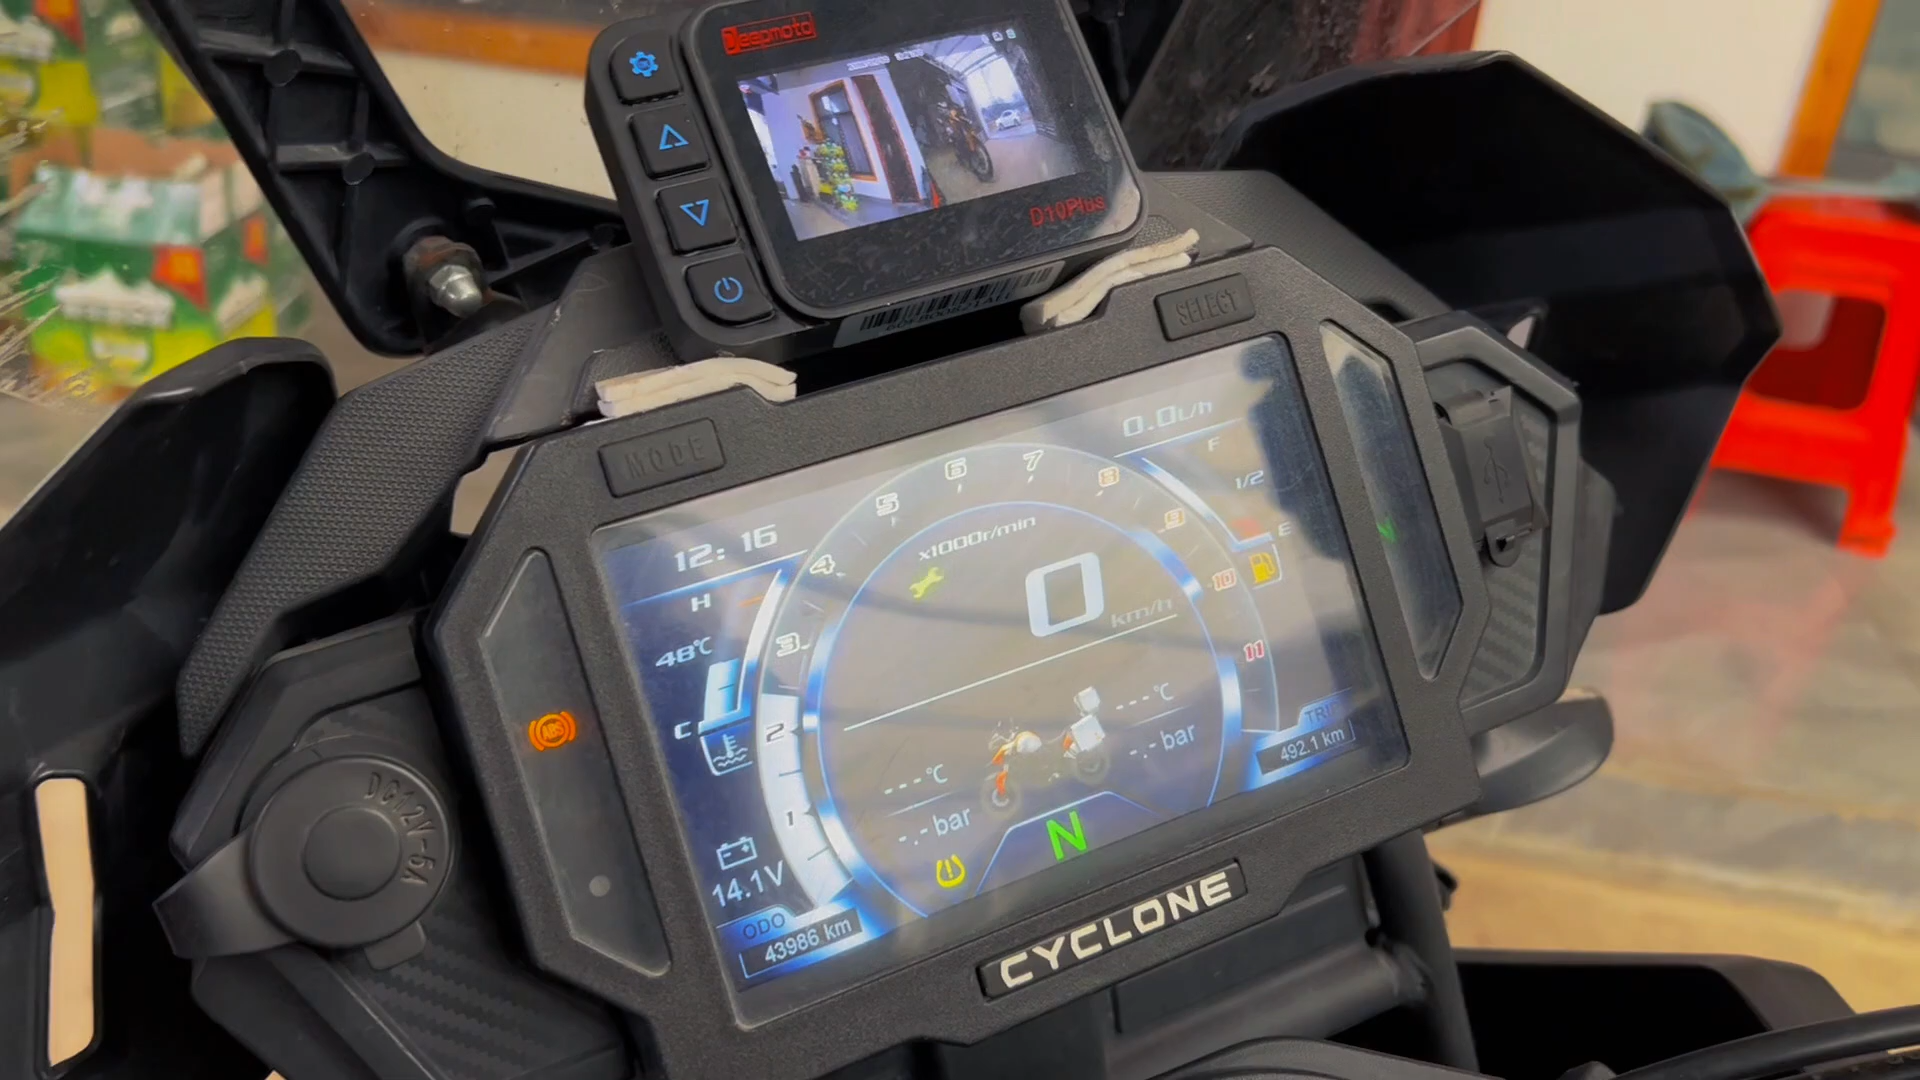 Deepmoto
D10Plus
MODE
SELECT
12:16
0.0L/h
F
1/2
E
H
48℃
C
1
2
3
4
5
6
7
8
9
10
11
x1000r/min
0
km/h
---℃
-.-bar
---℃
-.-bar
N
ABS
14.1V
ODO
43986 km
TRIP
492.1 km
CYCLONE
DC12V-6A